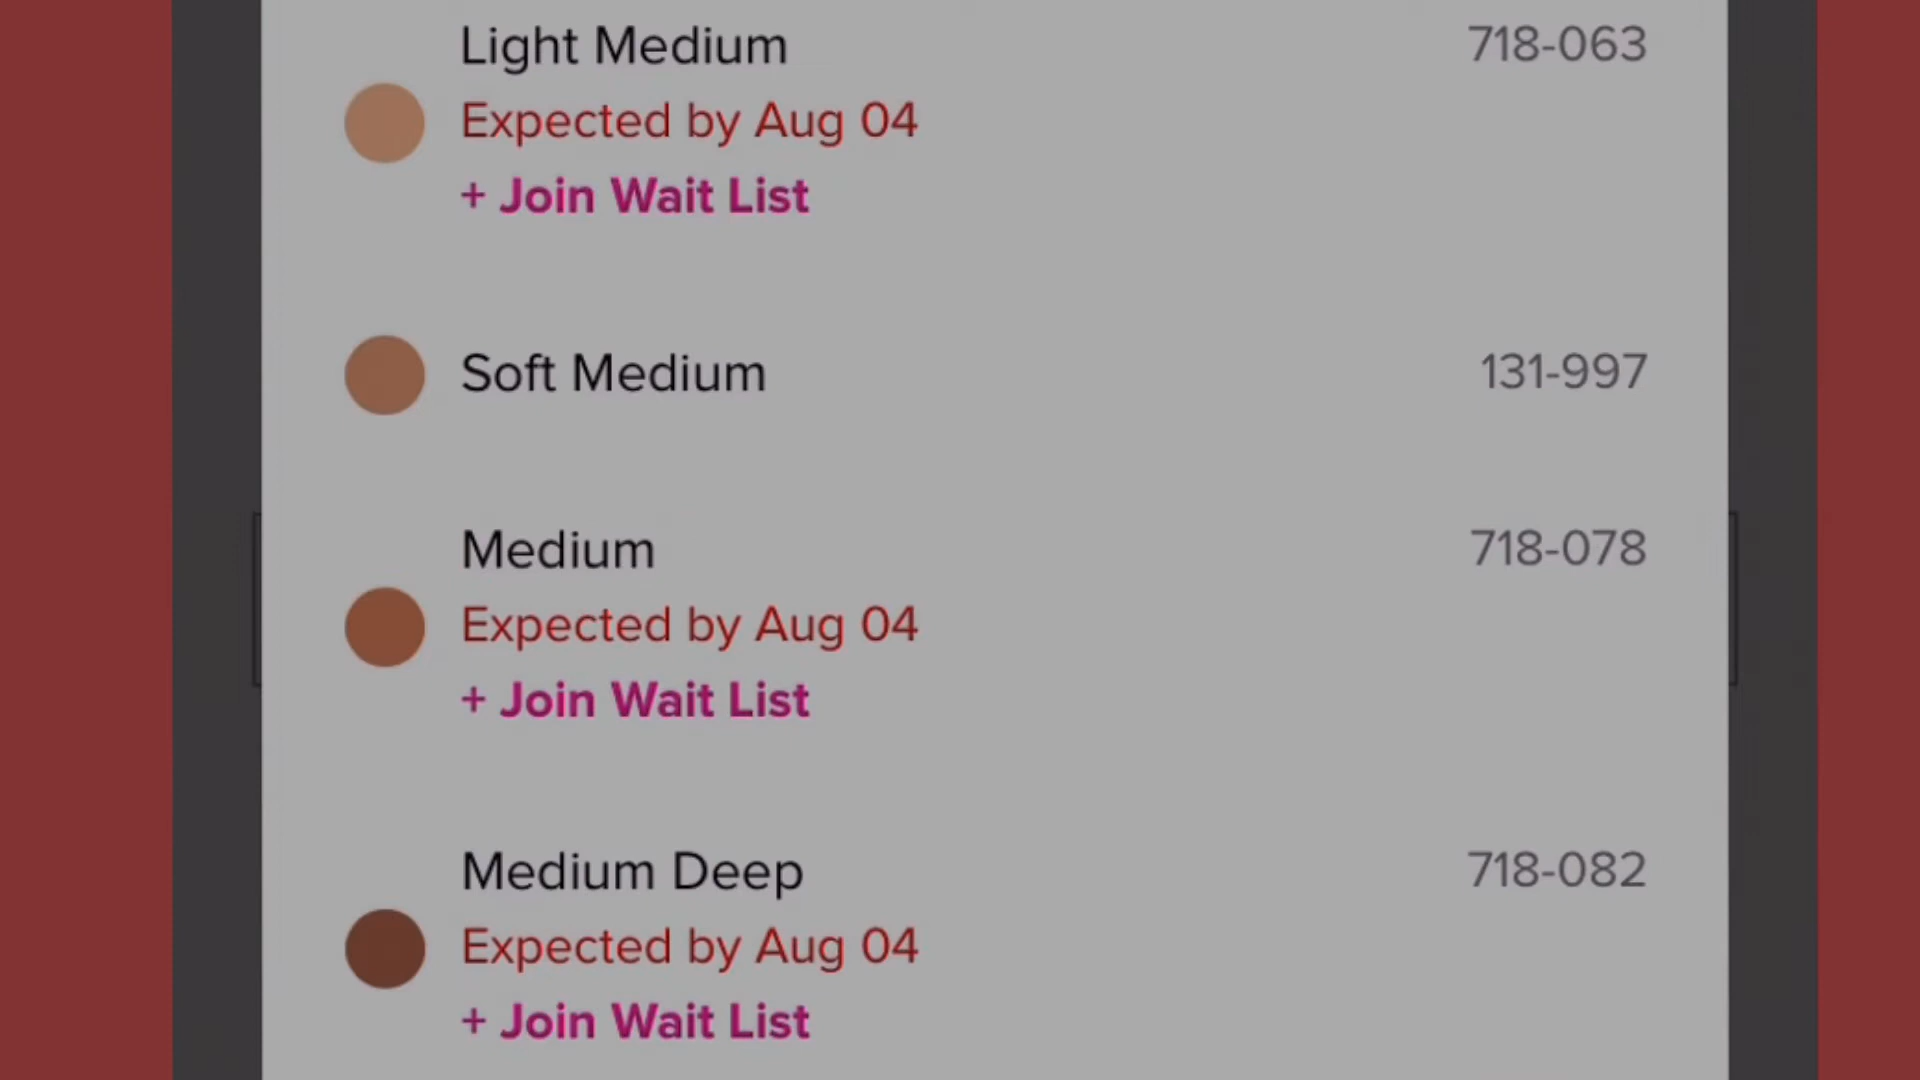 Light Medium 718-063
Expected by Aug 04
+ Join Wait List
Soft Medium 131-997
Medium 718-078
Expected by Aug 04
+ Join Wait List
Medium Deep 718-082
Expected by Aug 04
+ Join Wait List